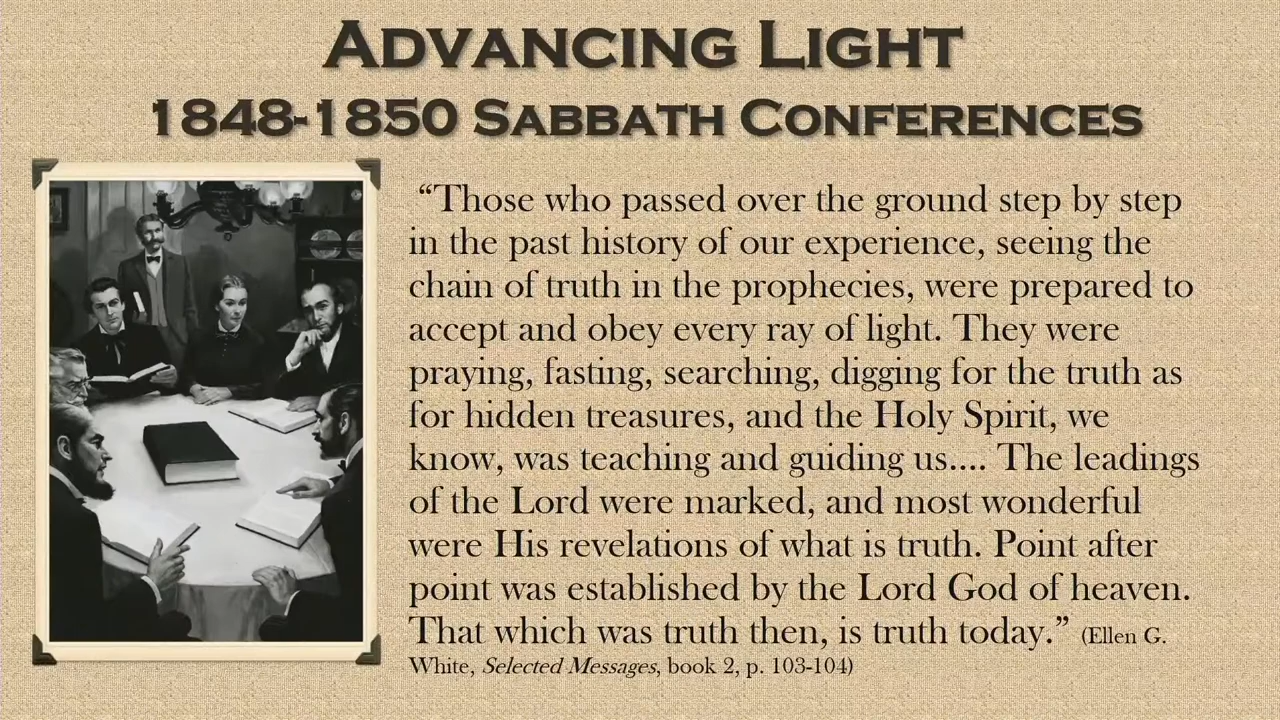 Advancing Light
1848-1850 Sabbath Conferences
“Those who passed over the ground step by step
in the past history of our experience, seeing the
chain of truth in the prophecies, were prepared to
accept and obey every ray of light. They were
praying, fasting, searching, digging for the truth as
for hidden treasures, and the Holy Spirit, we
know, was teaching and guiding us.... The leadings
of the Lord were marked, and most wonderful
were His revelations of what is truth. Point after
point was established by the Lord God of heaven.
That which was truth then, is truth today.” (Ellen G.
White, Selected Messages, book 2, p. 103-104)